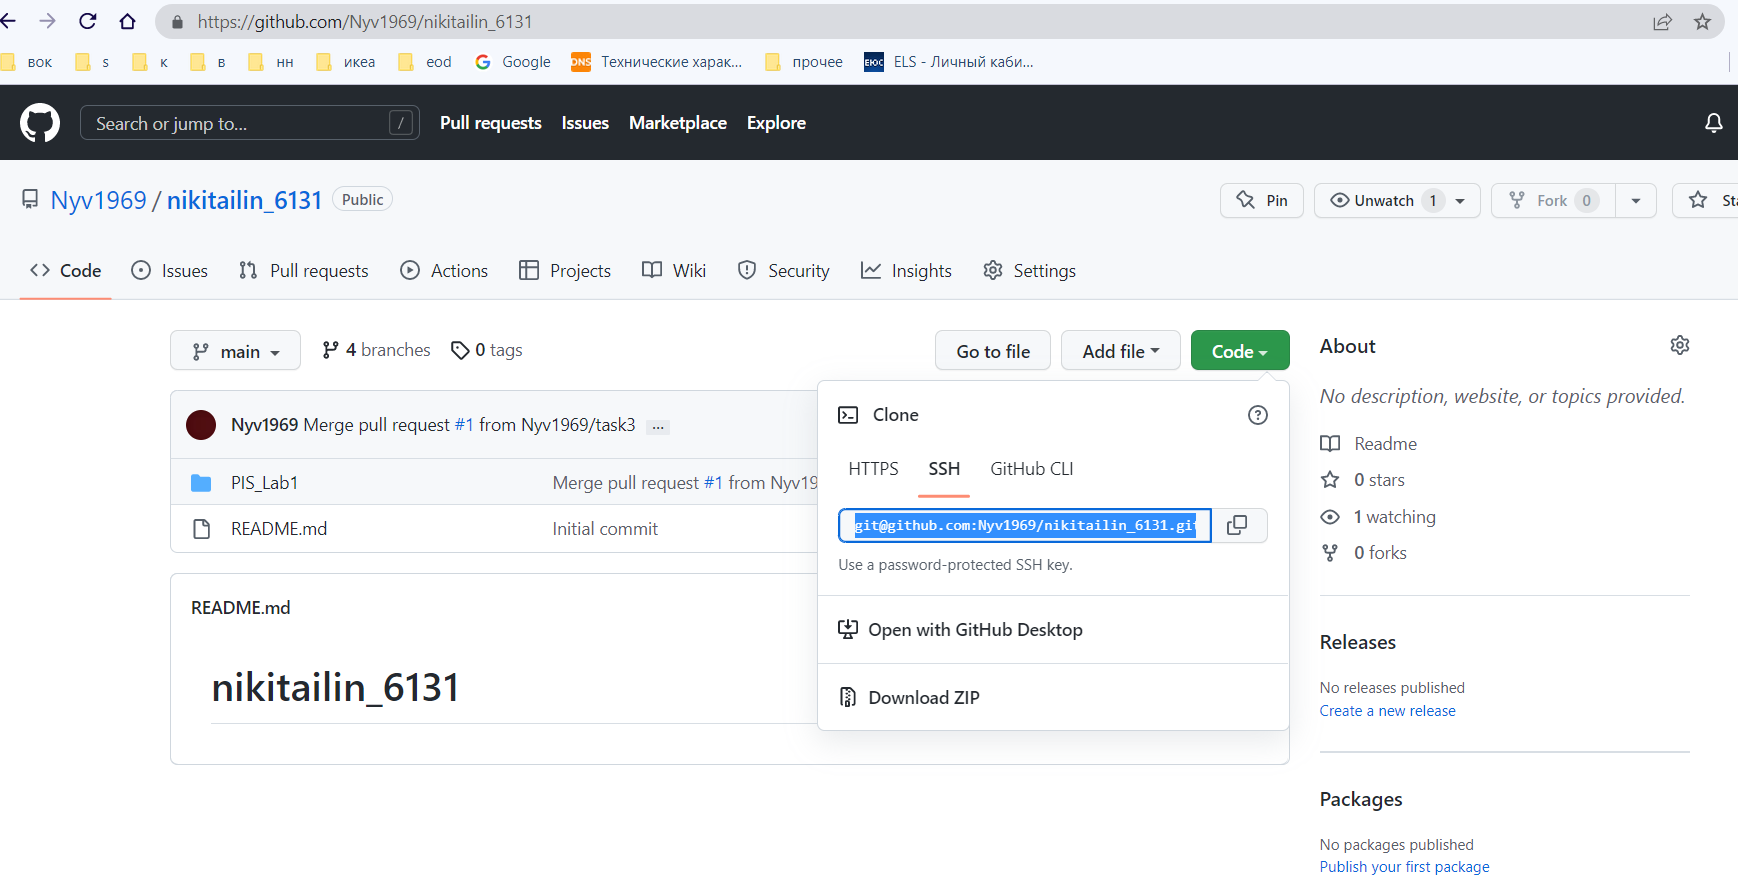 https://github.com/Nyv1969/nikitailin_6131
вок s к в нн икеа eod Google DNS Технические харак... прочее ЕЮС ELS - Личный каби...
Search or jump to... / Pull requests Issues Marketplace Explore
Nyv1969 / nikitailin_6131 Public Pin Unwatch 1 Fork 0
Code Issues Pull requests Actions Projects Wiki Security Insights Settings
main 4 branches 0 tags Go to file Add file Code
Nyv1969 Merge pull request #1 from Nyv1969/task3 ...
PIS_Lab1 Merge pull request #1 from Nyv19
README.md Initial commit
README.md
nikitailin_6131
Clone
HTTPS SSH GitHub CLI
git@github.com:Nyv1969/nikitailin_6131.git
Use a password-protected SSH key.
Open with GitHub Desktop
Download ZIP
About
No description, website, or topics provided.
Readme
0 stars
1 watching
0 forks
Releases
No releases published
Create a new release
Packages
No packages published
Publish your first package